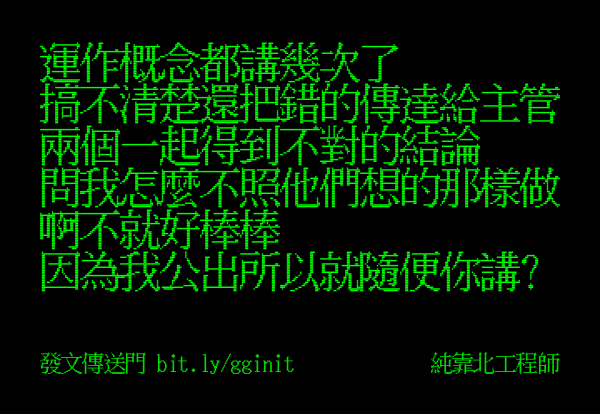 運作概念都講幾次了
搞不清楚還把錯的傳達給主管
兩個一起得到不對的結論
問我怎麼不照他們想的那樣做
啊不就好棒棒
因為我公出所以就隨便你講?
發文傳送門 bit.ly/gginit
純靠北工程師